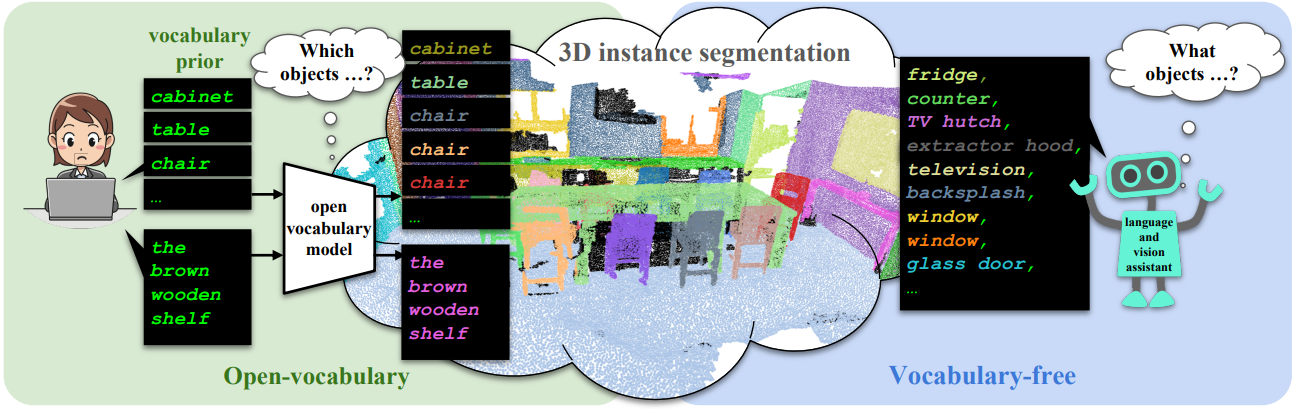 vocabulary
prior
cabinet
table
chair
…
the
brown
wooden
shelf
Which
objects …?
open
vocabulary
model
cabinet
table
chair
chair
chair
…
the
brown
wooden
shelf
3D instance segmentation
fridge,
counter,
TV hutch,
extractor hood,
television,
backsplash,
window,
window,
glass door,
…
What
objects …?
language
and
vision
assistant
Open-vocabulary
Vocabulary-free